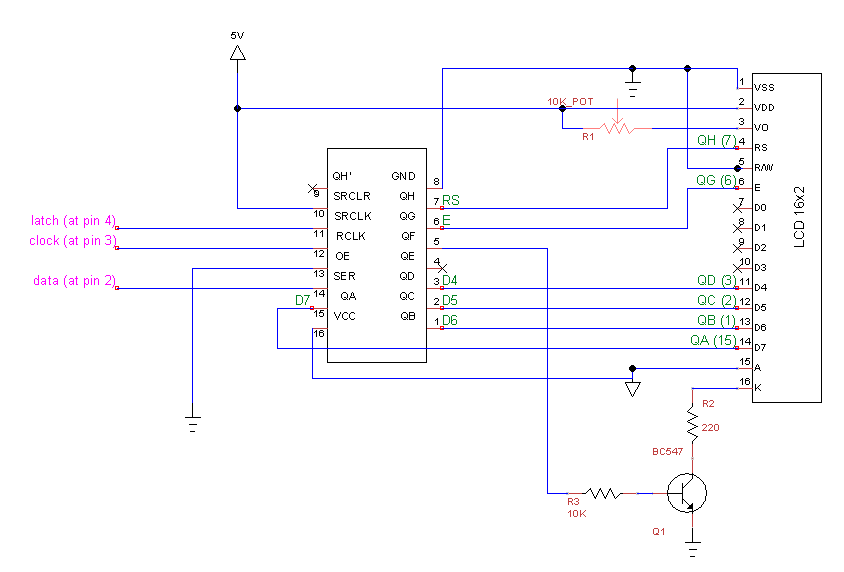 5V
10K_POT
R1
latch (at pin 4)
clock (at pin 3)
data (at pin 2)
D7
QH'
SRCLR
SRCLK
RCLK
OE
SER
QA
VCC
9
10
11
12
13
14
15
16
GND
QH
QG
QF
QE
QD
QC
QB
8
7
6
5
4
3
2
1
RS
E
D4
D5
D6
QH (7)
QG (6)
QD (3)
QC (2)
QB (1)
QA (15)
1 VSS
2 VDD
3 VO
4 RS
5 R/W
6 E
7 D0
8 D1
9 D2
10 D3
11 D4
12 D5
13 D6
14 D7
15 A
16 K
LCD 16x2
R2
220
BC547
R3
10K
Q1